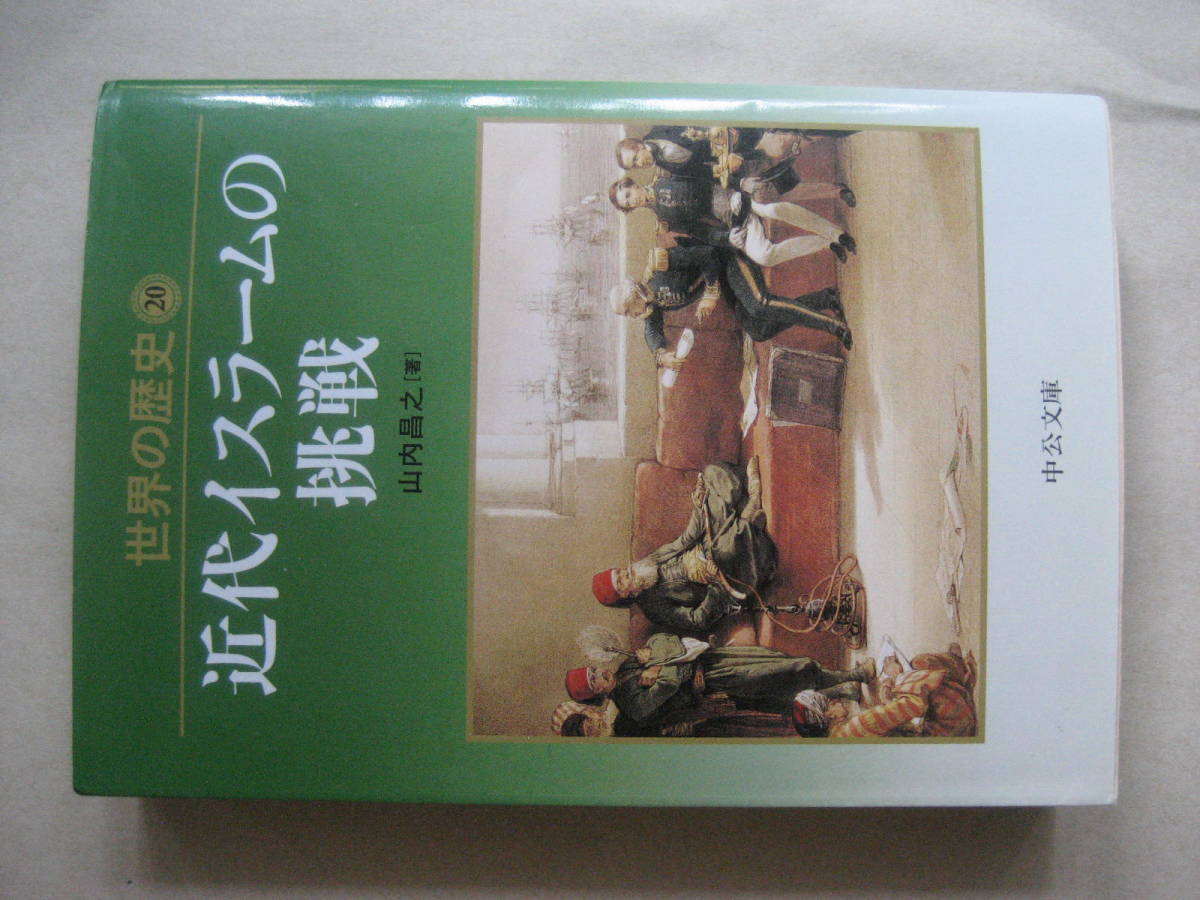 世界の歴史 20
近代イスラームの
挑戦
山内昌之[著]
中公文庫